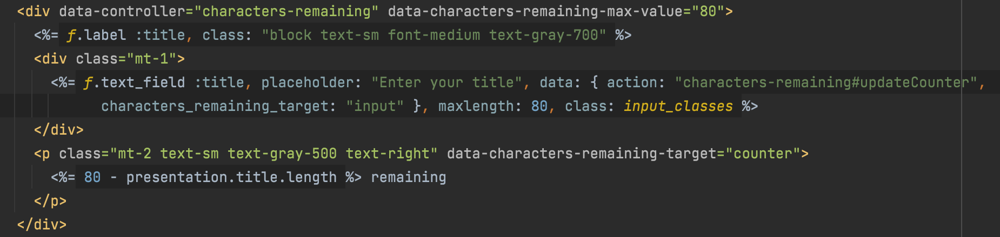 <div data-controller="characters-remaining" data-characters-remaining-max-value="80">
  <%= f.label :title, class: "block text-sm font-medium text-gray-700" %>
  <div class="mt-1">
    <%= f.text_field :title, placeholder: "Enter your title", data: { action: "characters-remaining#updateCounter",
          characters_remaining_target: "input" }, maxlength: 80, class: input_classes %>
  </div>
  <p class="mt-2 text-sm text-gray-500 text-right" data-characters-remaining-target="counter">
    <%= 80 - presentation.title.length %> remaining
  </p>
</div>